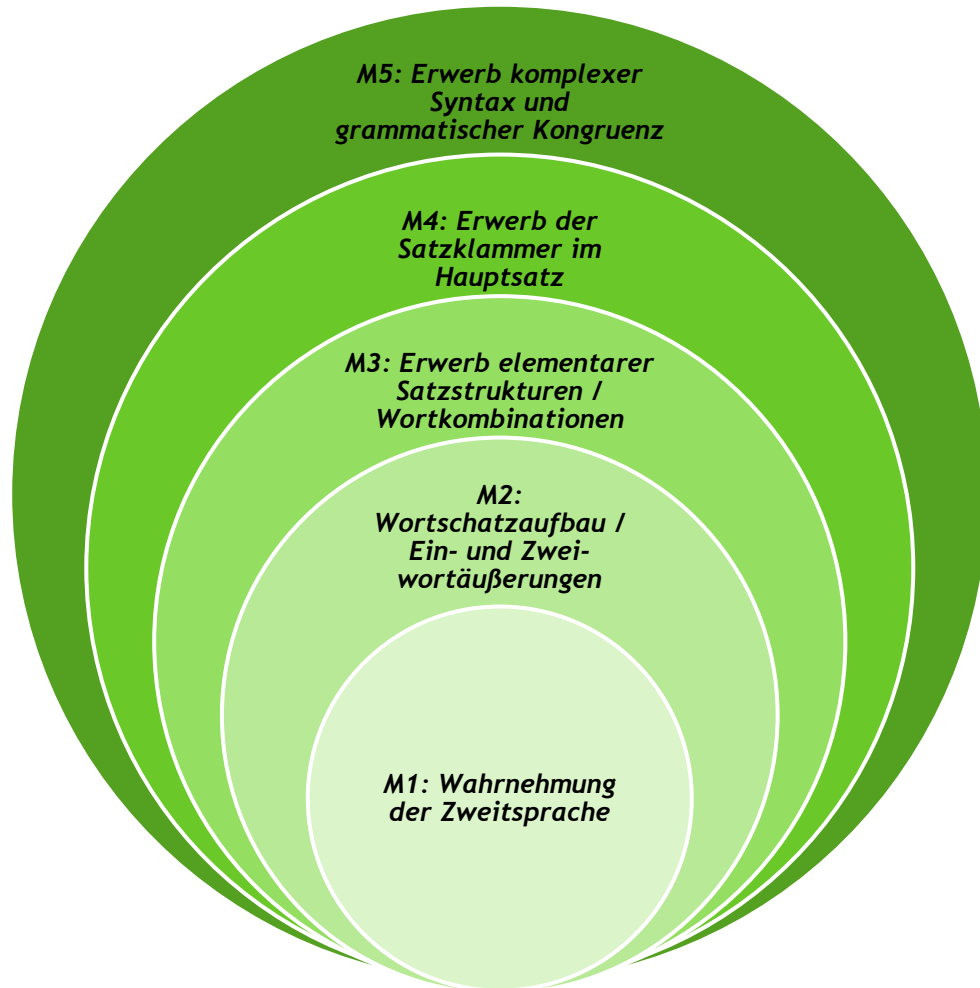 M5: Erwerb komplexer
Syntax und
grammatischer Kongruenz
M4: Erwerb der
Satzklammer im
Hauptsatz
M3: Erwerb elementarer
Satzstrukturen /
Wortkombinationen
M2:
Wortschatzaufbau /
Ein- und Zwei-
wortäußerungen
M1: Wahrnehmung
der Zweitsprache